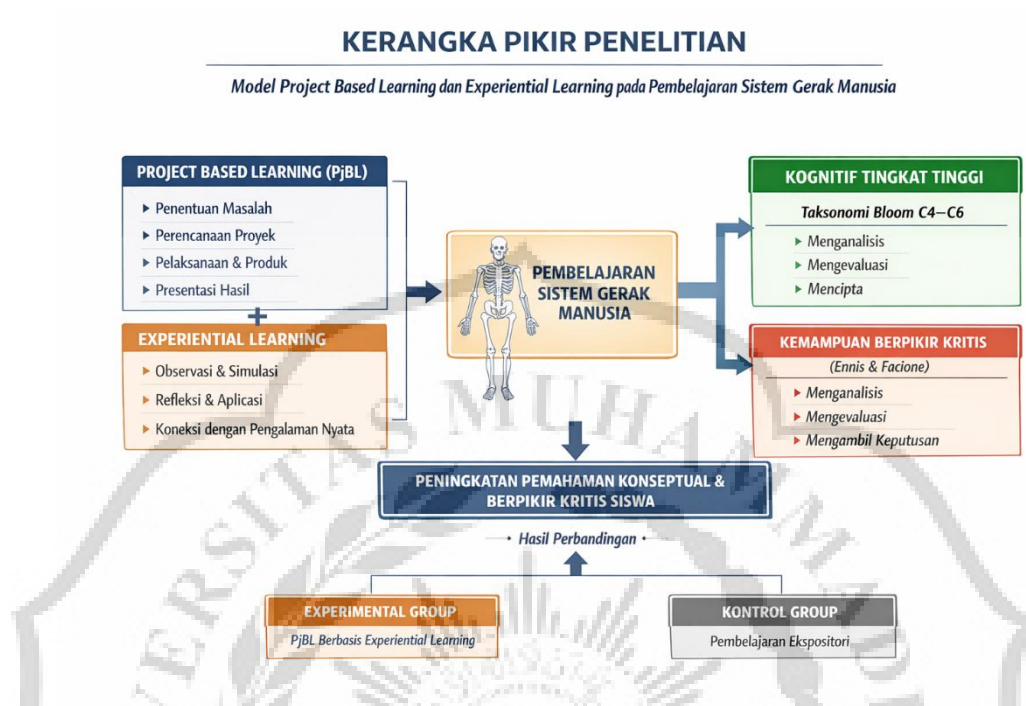 KERANGKA PIKIR PENELITIAN
Model Project Based Learning dan Experiential Learning pada Pembelajaran Sistem Gerak Manusia
PROJECT BASED LEARNING (PjBL)
Penentuan Masalah
Perencanaan Proyek
Pelaksanaan & Produk
Presentasi Hasil
+
EXPERIENTIAL LEARNING
Observasi & Simulasi
Refleksi & Aplikasi
Koneksi dengan Pengalaman Nyata
PEMBELAJARAN
SISTEM GERAK
MANUSIA
KOGNITIF TINGKAT TINGGI
Taksonomi Bloom C4–C6
Menganalisis
Mengevaluasi
Mencipta
KEMAMPUAN BERPIKIR KRITIS
(Ennis & Facione)
Menganalisis
Mengevaluasi
Mengambil Keputusan
PENINGKATAN PEMAHAMAN KONSEPTUAL &
BERPIKIR KRITIS SISWA
• Hasil Perbandingan •
EXPERIMENTAL GROUP
PjBL Berbasis Experiential Learning
KONTROL GROUP
Pembelajaran Ekspositori